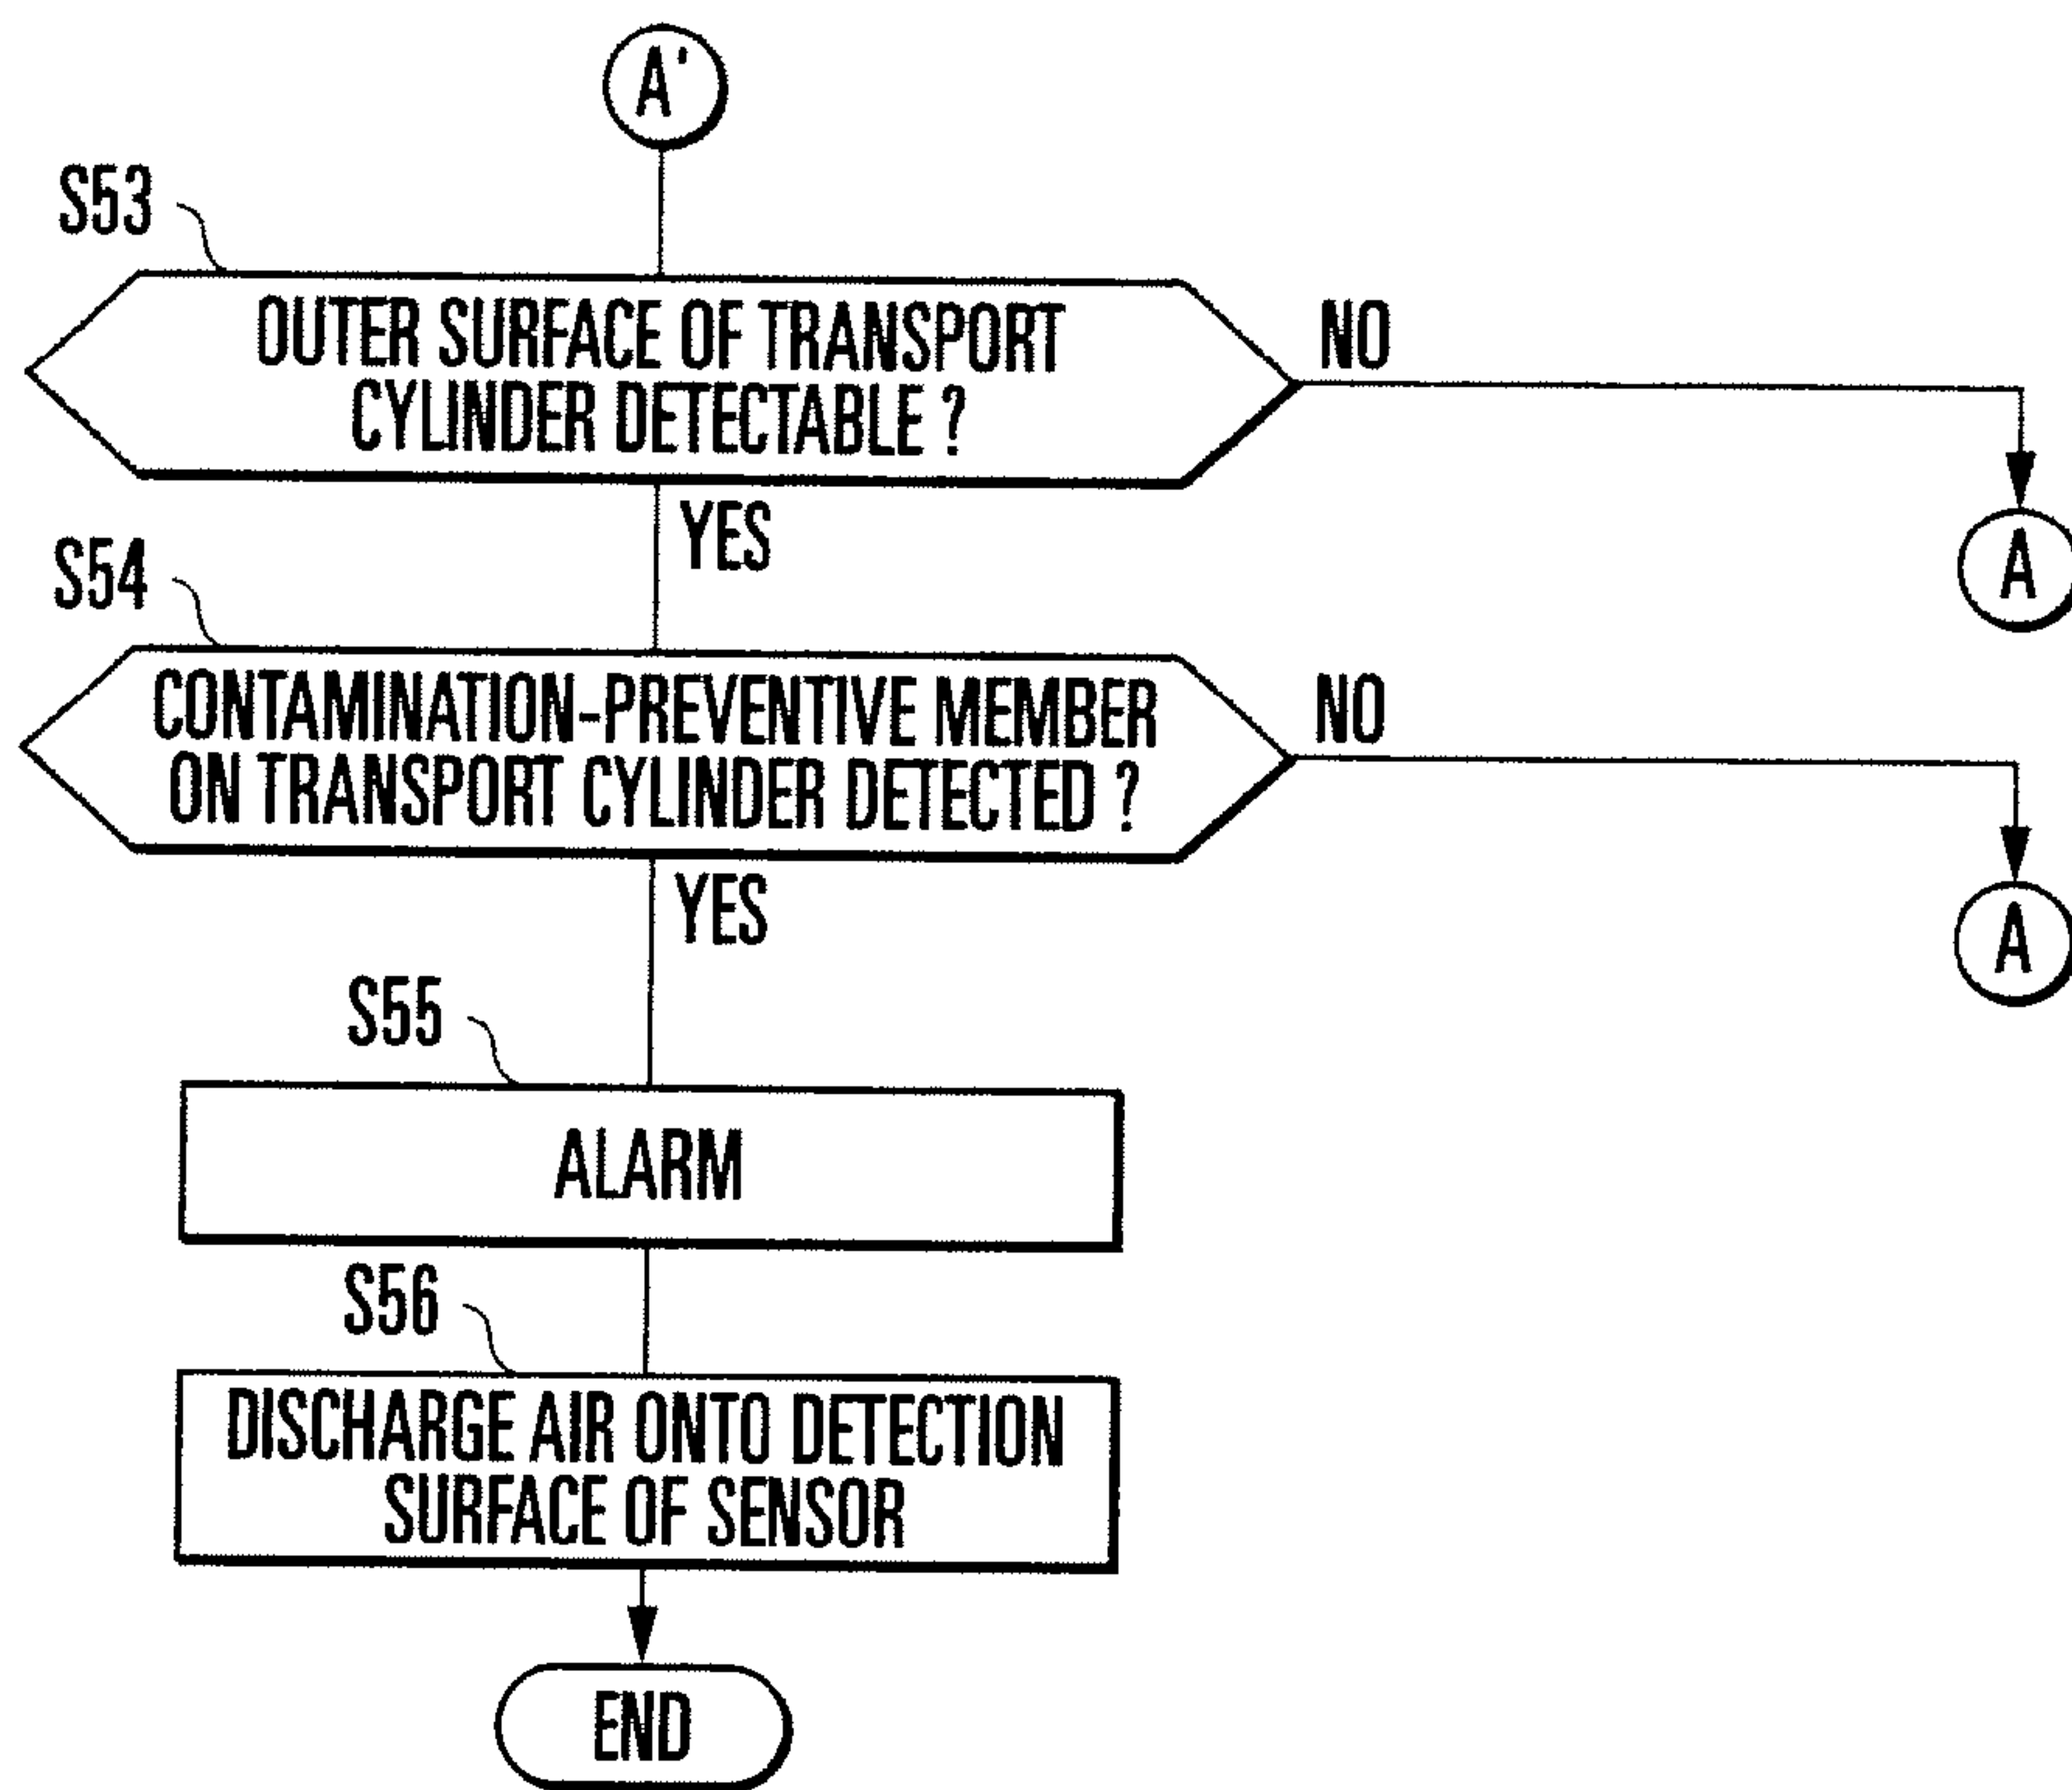 A'
S53
OUTER SURFACE OF TRANSPORT
CYLINDER DETECTABLE ?
NO
YES
A
S54
CONTAMINATION-PREVENTIVE MEMBER
ON TRANSPORT CYLINDER DETECTED ?
NO
YES
A
S55
ALARM
S56
DISCHARGE AIR ONTO DETECTION
SURFACE OF SENSOR
END